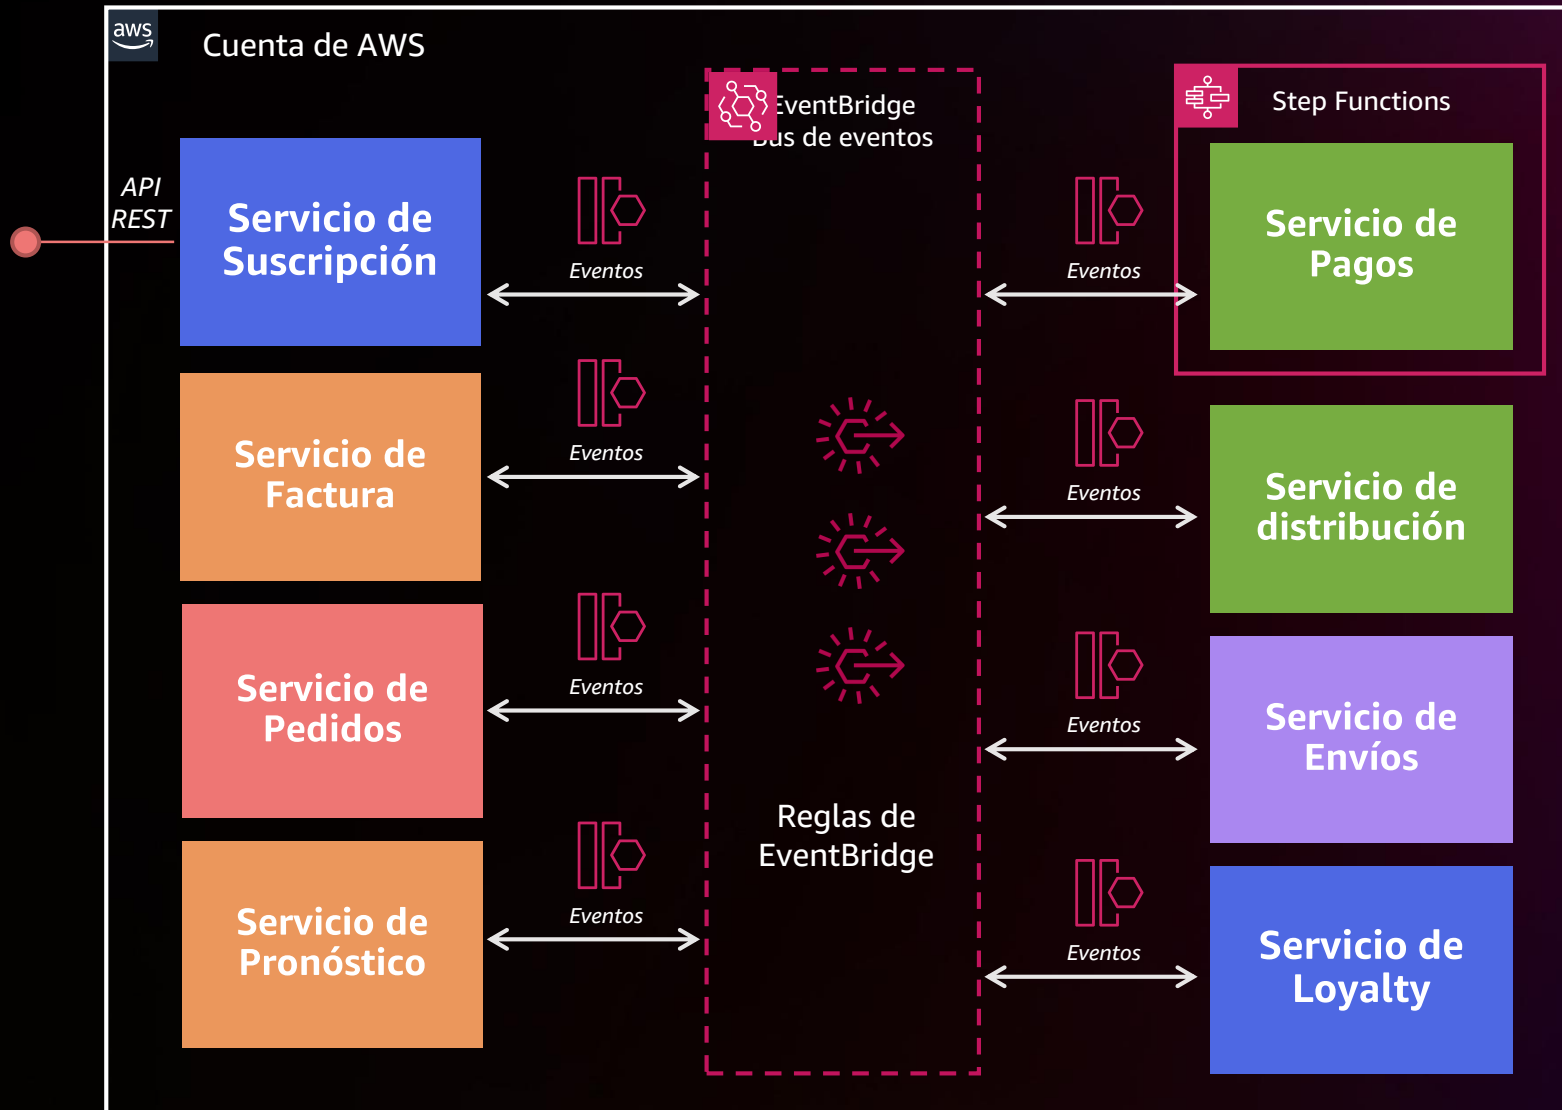 aws
Cuenta de AWS
API
REST
Servicio de
Suscripción
Eventos
Servicio de
Factura
Eventos
Servicio de
Pedidos
Eventos
Servicio de
Pronóstico
Eventos
EventBridge
Bus de eventos
Reglas de
EventBridge
Step Functions
Eventos
Servicio de
Pagos
Eventos
Servicio de
distribución
Eventos
Servicio de
Envíos
Eventos
Servicio de
Loyalty